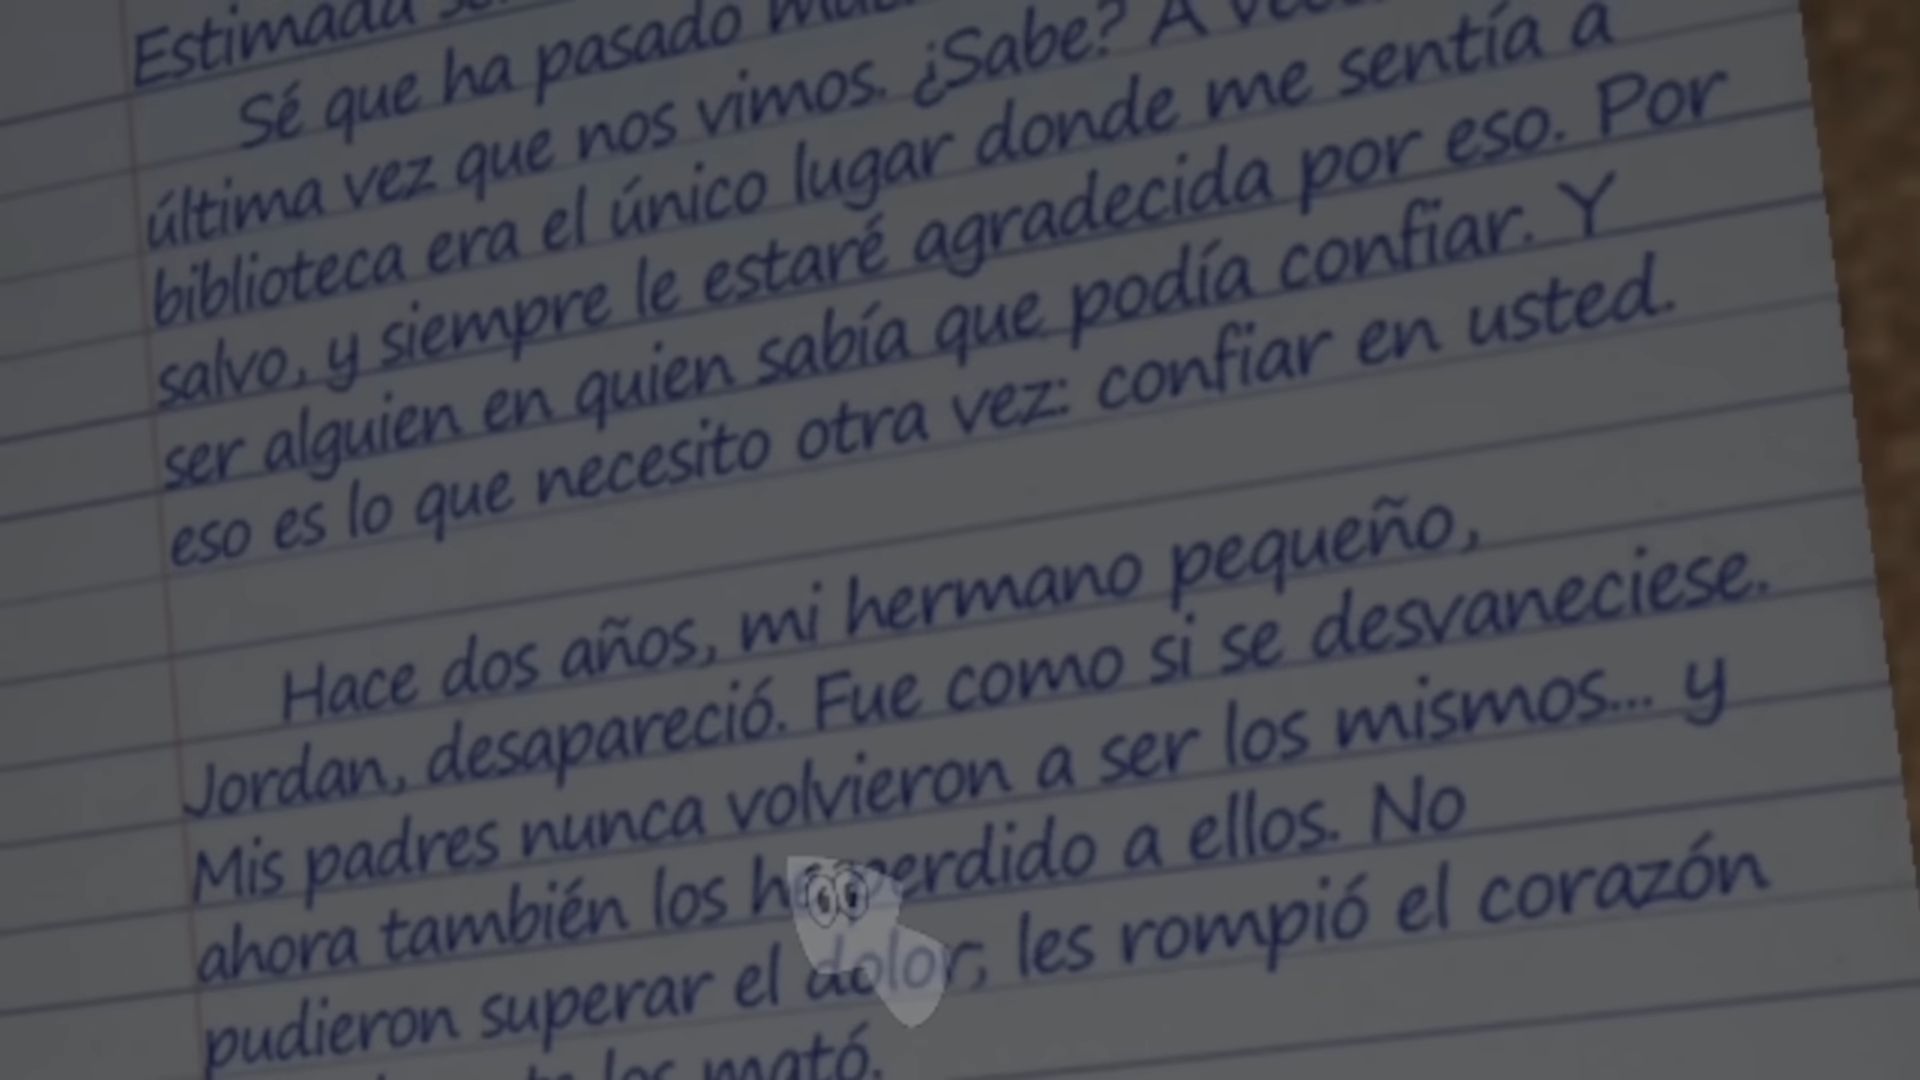 Estimada
Sé que ha pasado
última vez que nos vimos. ¿Sabe? A
biblioteca era el único lugar donde me sentía a
salvo, y siempre le estaré agradecida por eso. Por
ser alguien en quien sabía que podía confiar. Y
eso es lo que necesito otra vez: confiar en usted.
Hace dos años, mi hermano pequeño,
Jordan, desapareció. Fue como si se desvaneciese.
Mis padres nunca volvieron a ser los mismos... y
ahora también los he perdido a ellos. No
pudieron superar el dolor; les rompió el corazón
los mató.